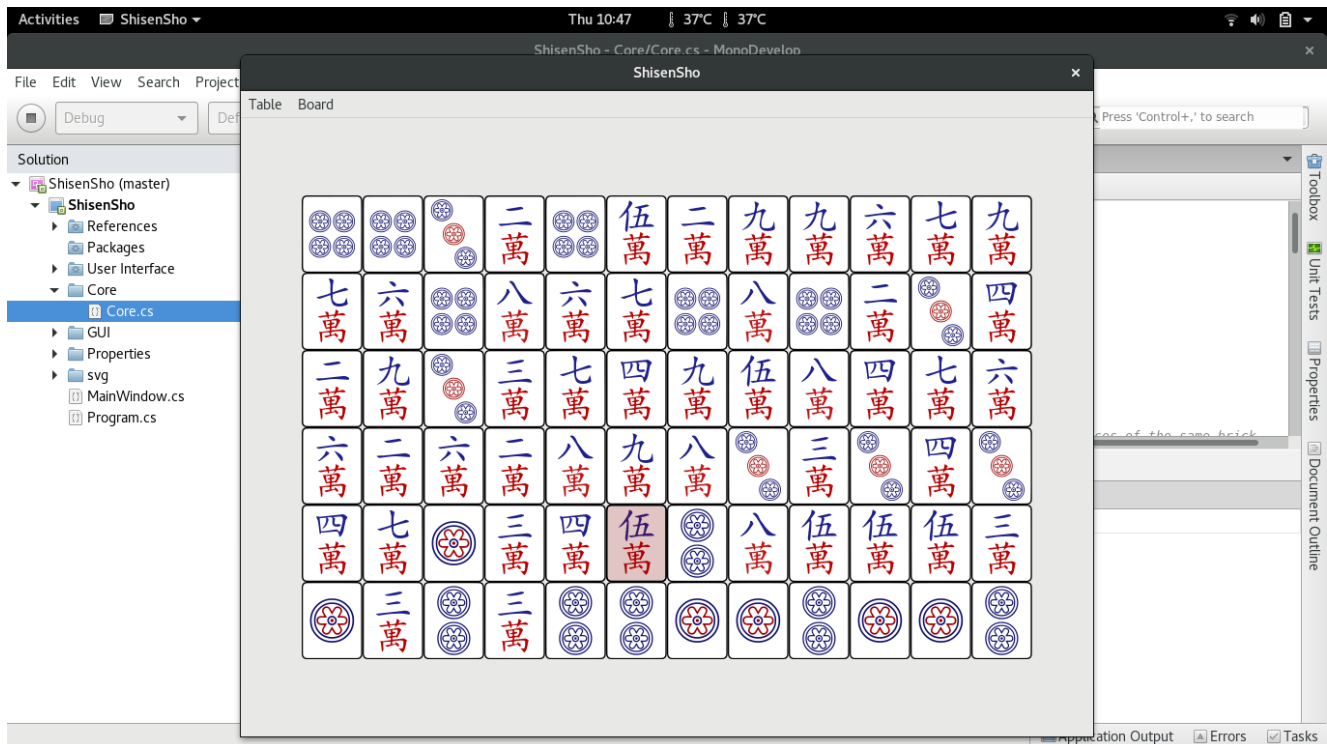 Activities ShisenSho Thu 10:47 37°C 37°C
ShisenSho - Core/Core.cs - MonoDevelop
ShisenSho
File Edit View Search Project
Table Board
Debug
Def
Press 'Control+,' to search
Solution
ShisenSho (master)
ShisenSho
References
Packages
User Interface
Core
Core.cs
GUI
Properties
svg
MainWindow.cs
Program.cs
二萬 伍萬 二萬 九萬 九萬 六萬 七萬 九萬
七萬 六萬 八萬 六萬 七萬 八萬 二萬 四萬
二萬 九萬 三萬 七萬 四萬 九萬 伍萬 八萬 四萬 七萬 六萬
六萬 二萬 六萬 二萬 八萬 九萬 八萬 三萬 四萬
四萬 七萬 三萬 四萬 伍萬 八萬 伍萬 伍萬 伍萬 三萬
三萬 三萬
Toolbox
Unit Tests
Properties
Document Outline
ces of the same brick
Application Output Errors Tasks